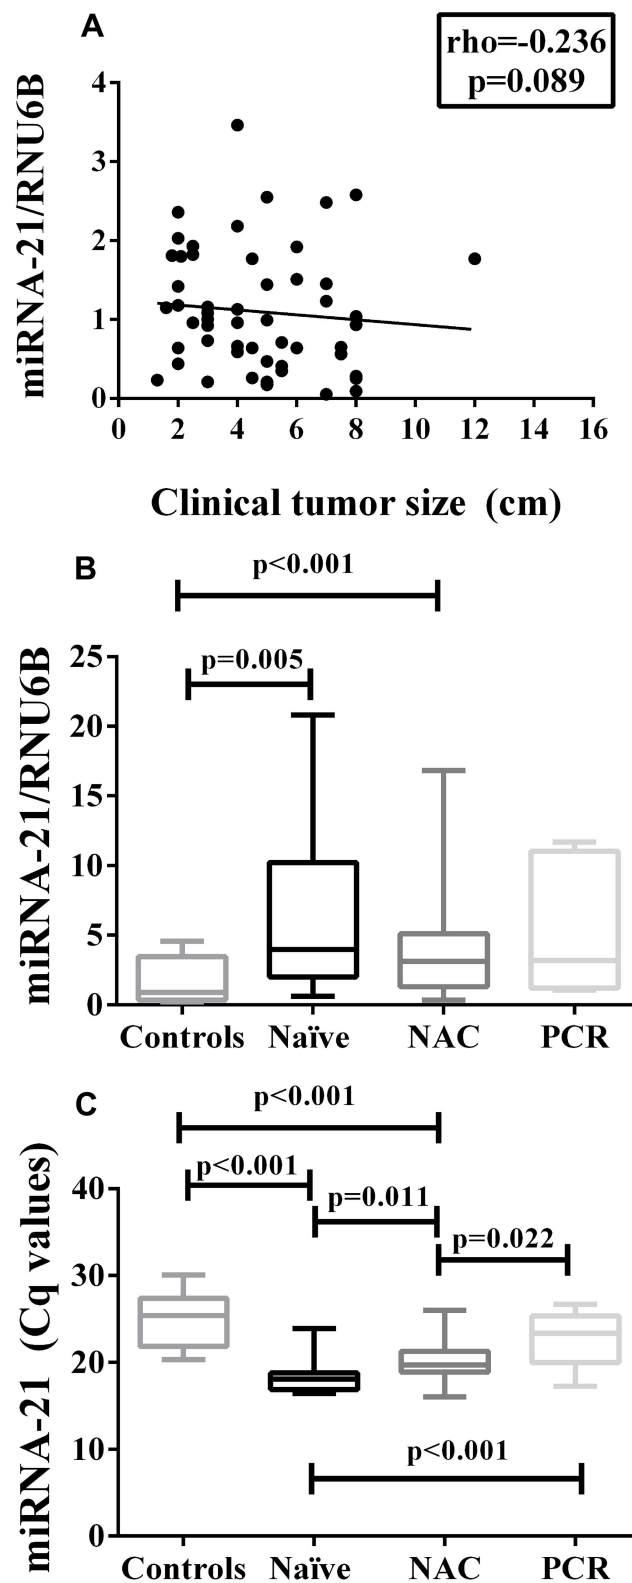 A
rho=-0.236
p=0.089
miRNA-21/RNU6B
4
3
2
1
0
0 2 4 6 8 10 12 14 16
Clinical tumor size (cm)
B
p<0.001
p=0.005
miRNA-21/RNU6B
25
20
15
10
5
0
Controls Naïve NAC PCR
C
p<0.001
p<0.001
p=0.011
p=0.022
p<0.001
miRNA-21 (Cq values)
40
30
20
10
0
Controls Naïve NAC PCR